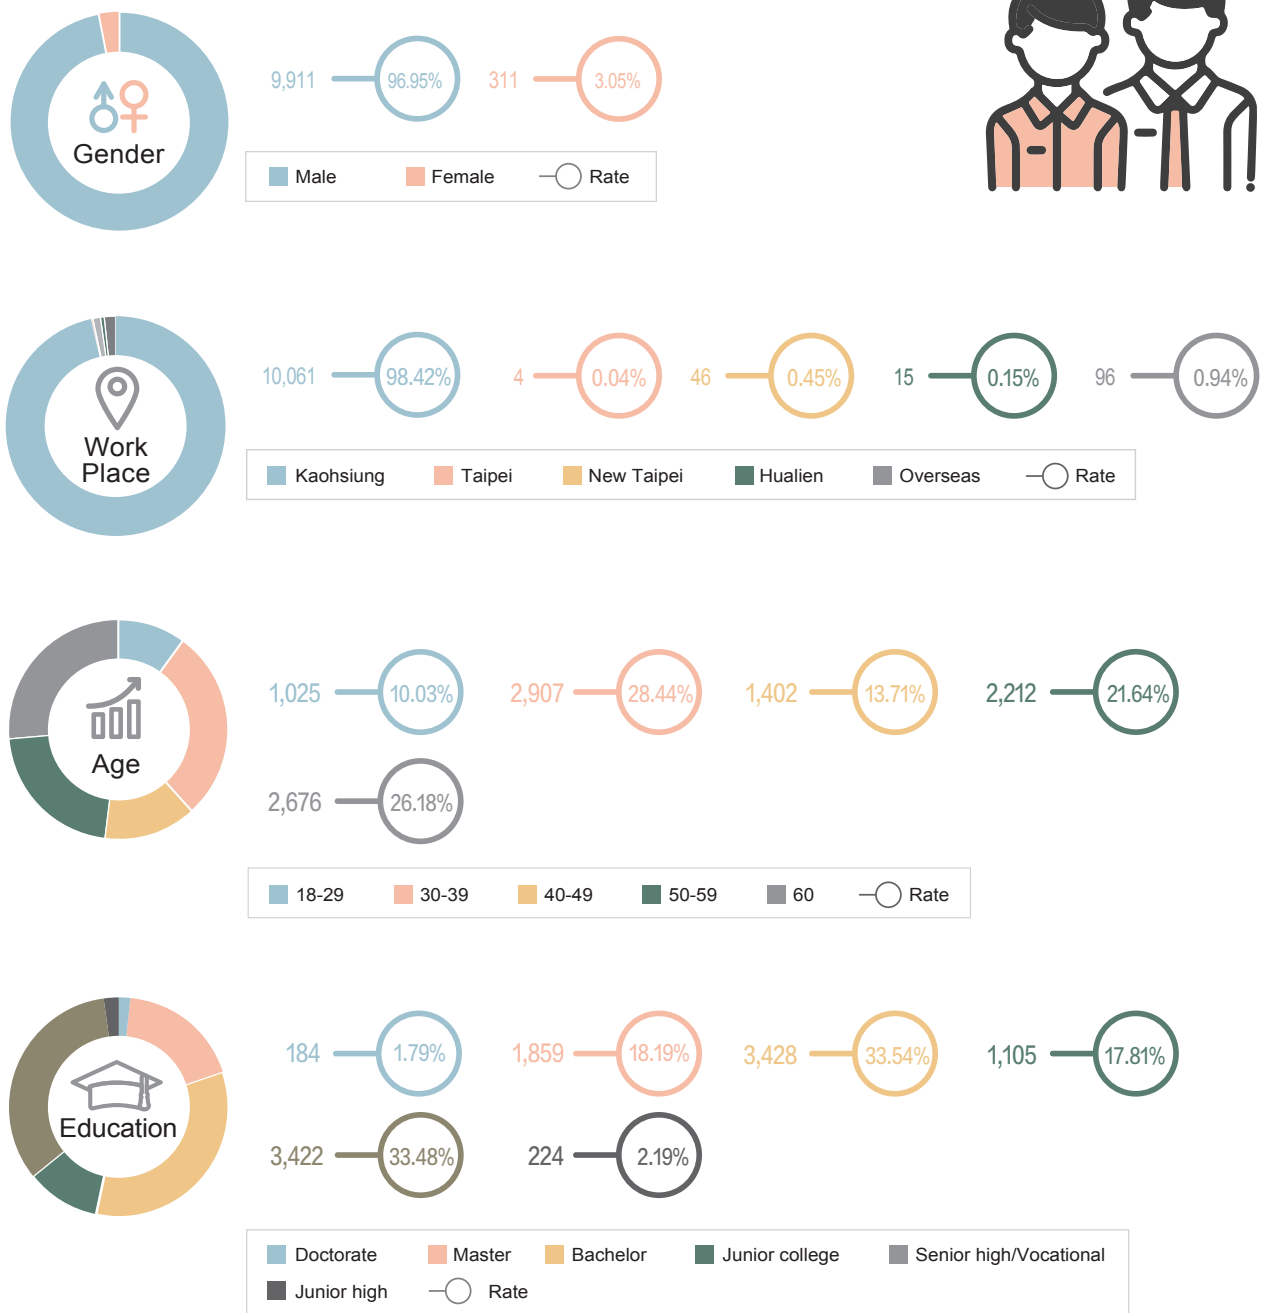 Gender
9,911 96.95% 311 3.05%
Male Female Rate
Work
Place
10,061 98.42% 4 0.04% 46 0.45% 15 0.15% 96 0.94%
Kaohsiung Taipei New Taipei Hualien Overseas Rate
Age
1,025 10.03% 2,907 28.44% 1,402 13.71% 2,212 21.64%
2,676 26.18%
18-29 30-39 40-49 50-59 60 Rate
Education
184 1.79% 1,859 18.19% 3,428 33.54% 1,105 17.81%
3,422 33.48% 224 2.19%
Doctorate Master Bachelor Junior college Senior high/Vocational
Junior high Rate